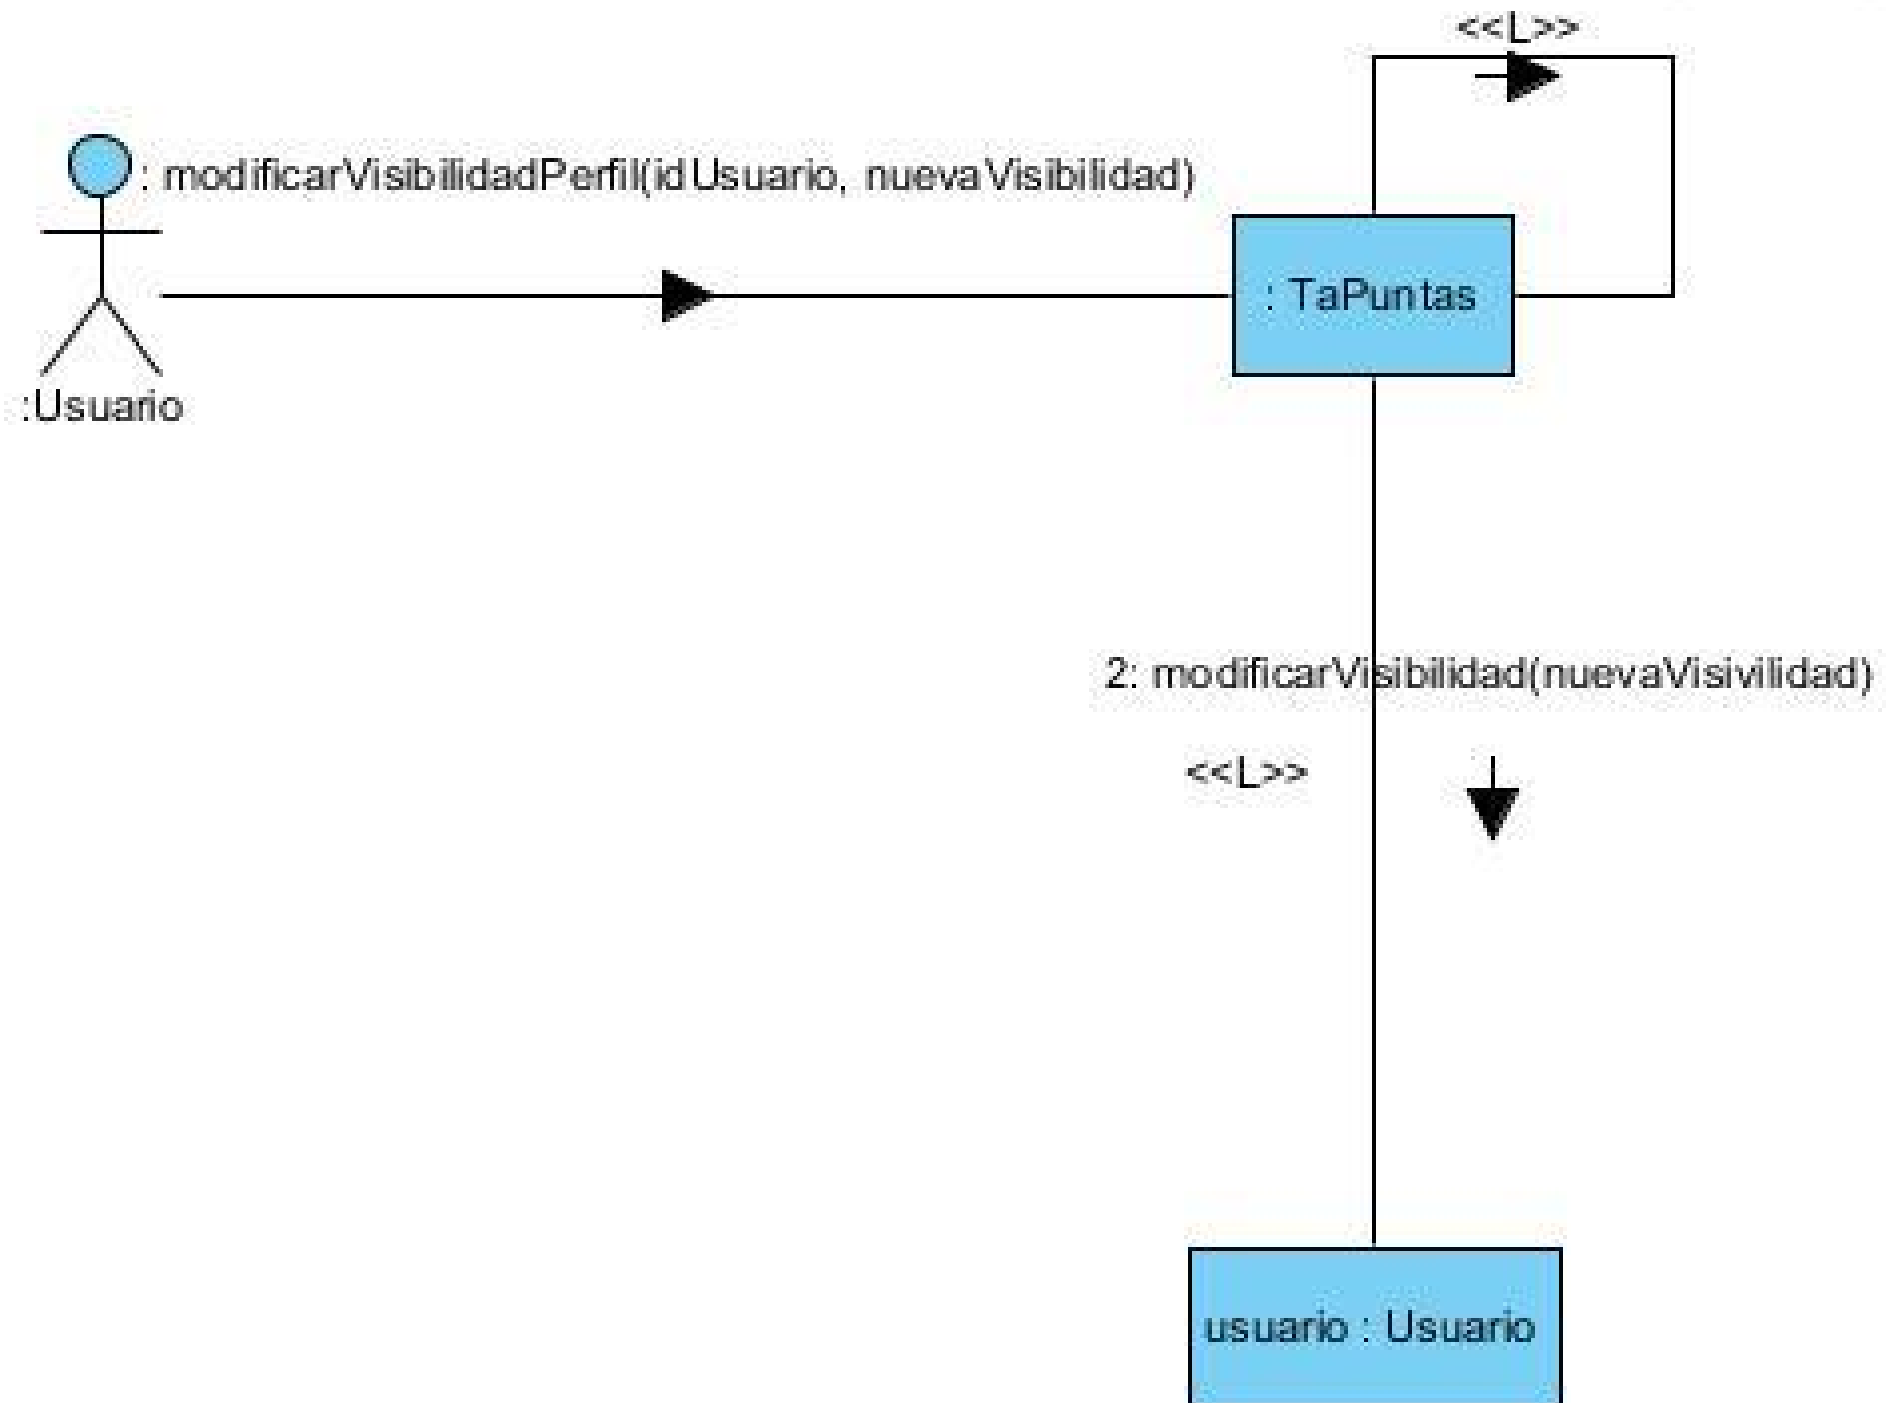 <<L>>
: modificarVisibilidadPerfil(idUsuario, nuevaVisibilidad)
: TaPuntas
:Usuario
2: modificarVisibilidad(nuevaVisivilidad)
<<L>>
usuario : Usuario